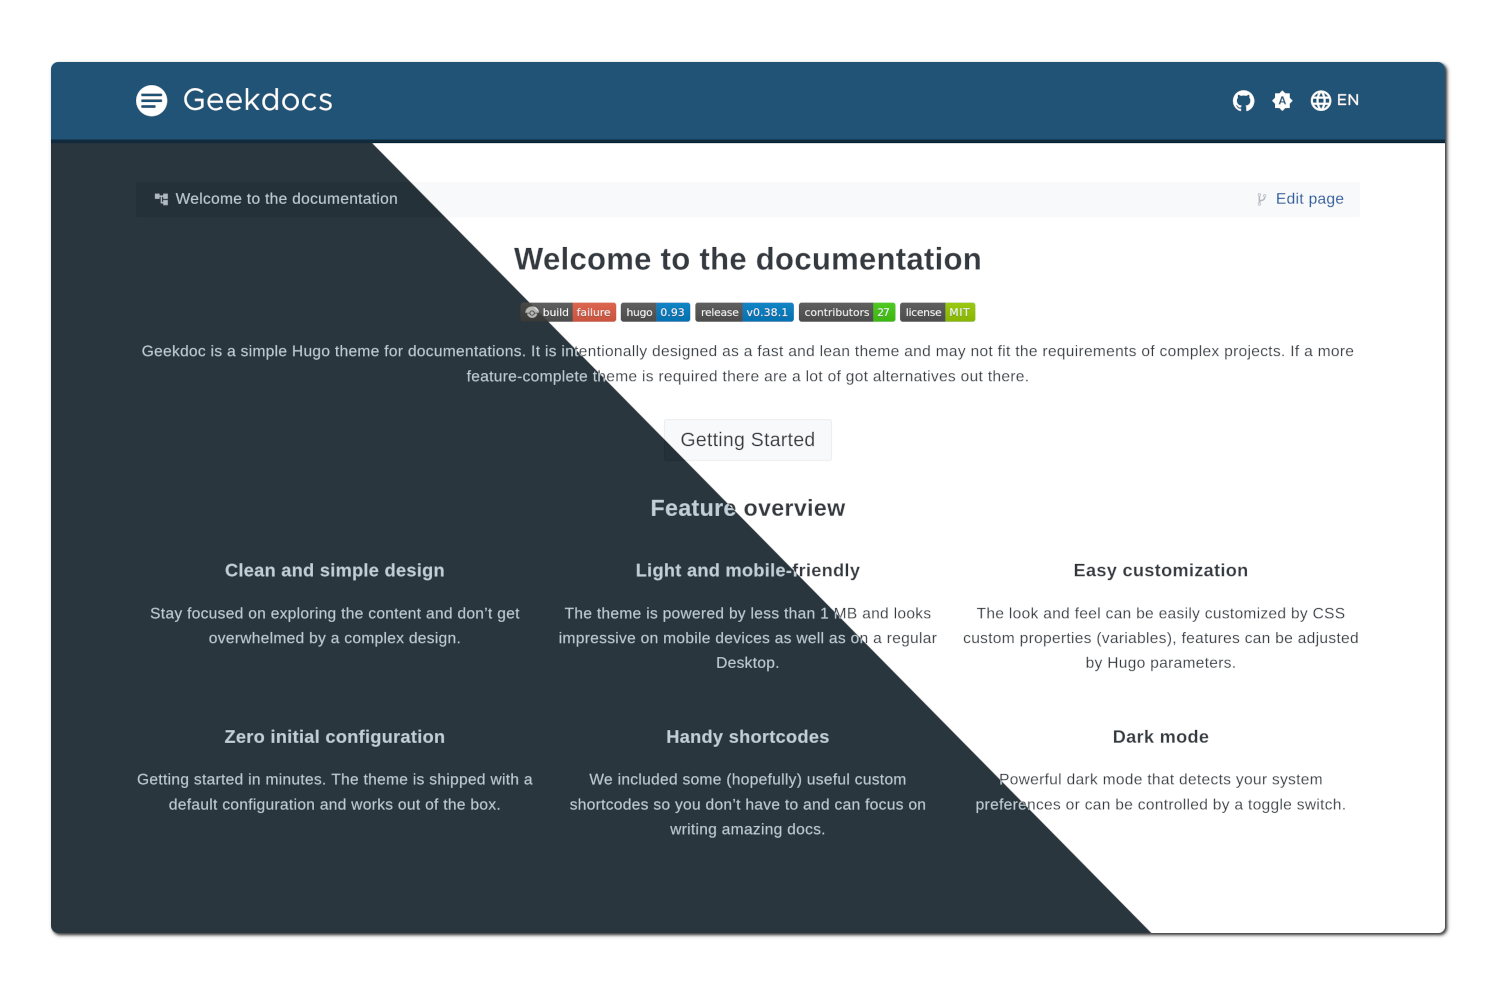 Geekdocs
EN
Welcome to the documentation
Edit page
Welcome to the documentation
build failure hugo 0.93 release v0.38.1 contributors 27 license MIT
Geekdoc is a simple Hugo theme for documentations. It is intentionally designed as a fast and lean theme and may not fit the requirements of complex projects. If a more
feature-complete theme is required there are a lot of got alternatives out there.
Getting Started
Feature overview
Clean and simple design
Stay focused on exploring the content and don’t get
overwhelmed by a complex design.
Light and mobile-friendly
The theme is powered by less than 1 MB and looks
impressive on mobile devices as well as on a regular
Desktop.
Easy customization
The look and feel can be easily customized by CSS
custom properties (variables), features can be adjusted
by Hugo parameters.
Zero initial configuration
Getting started in minutes. The theme is shipped with a
default configuration and works out of the box.
Handy shortcodes
We included some (hopefully) useful custom
shortcodes so you don’t have to and can focus on
writing amazing docs.
Dark mode
Powerful dark mode that detects your system
preferences or can be controlled by a toggle switch.